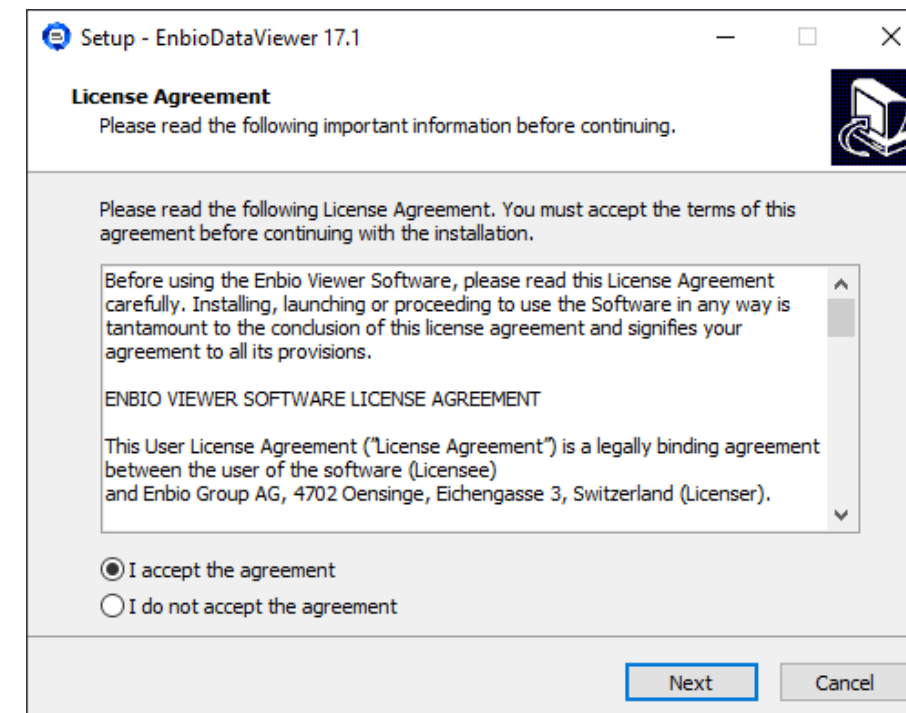 Setup - EnbioDataViewer 17.1
License Agreement
Please read the following important information before continuing.
Please read the following License Agreement. You must accept the terms of this
agreement before continuing with the installation.
Before using the Enbio Viewer Software, please read this License Agreement
carefully. Installing, launching or proceeding to use the Software in any way is
tantamount to the conclusion of this license agreement and signifies your
agreement to all its provisions.
ENBIO VIEWER SOFTWARE LICENSE AGREEMENT
This User License Agreement ("License Agreement") is a legally binding agreement
between the user of the software (Licensee)
and Enbio Group AG, 4702 Oensinge, Eichengasse 3, Switzerland (Licenser).
I accept the agreement
I do not accept the agreement
Next Cancel